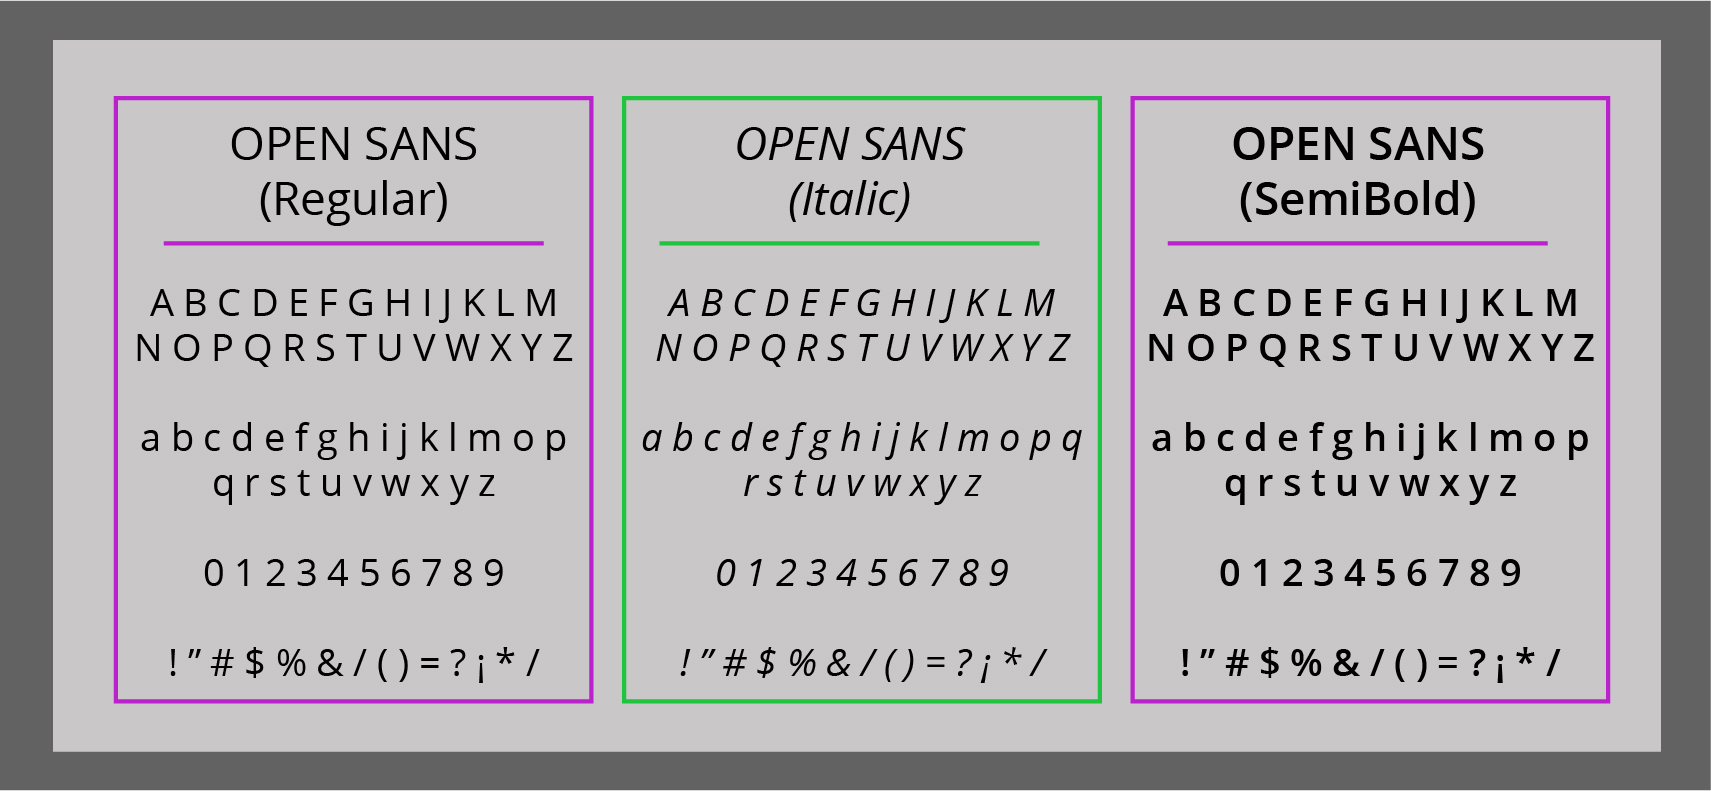 OPEN SANS
(Regular)
A B C D E F G H I J K L M
N O P Q R S T U V W X Y Z
a b c d e f g h i j k l m o p
q r s t u v w x y z
0 1 2 3 4 5 6 7 8 9
! ” # $ % & / ( ) = ? ¡ * /
OPEN SANS
(Italic)
A B C D E F G H I J K L M
N O P Q R S T U V W X Y Z
a b c d e f g h i j k l m o p q
r s t u v w x y z
0 1 2 3 4 5 6 7 8 9
! ” # $ % & / ( ) = ? ¡ * /
OPEN SANS
(SemiBold)
A B C D E F G H I J K L M
N O P Q R S T U V W X Y Z
a b c d e f g h i j k l m o p
q r s t u v w x y z
0 1 2 3 4 5 6 7 8 9
! ” # $ % & / ( ) = ? ¡ * /